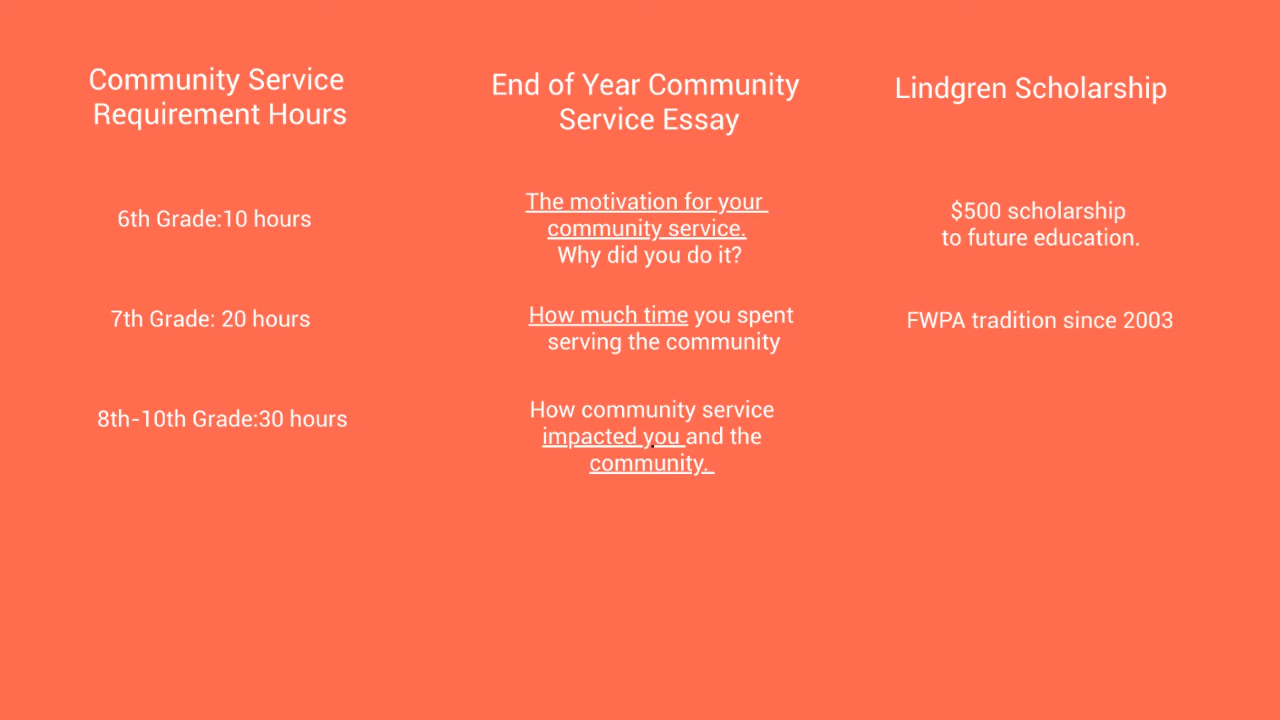 Community Service
Requirement Hours
6th Grade:10 hours
7th Grade: 20 hours
8th-10th Grade:30 hours
End of Year Community
Service Essay
The motivation for your
community service.
Why did you do it?
How much time you spent
serving the community
How community service
impacted you and the
community.
Lindgren Scholarship
$500 scholarship
to future education.
FWPA tradition since 2003